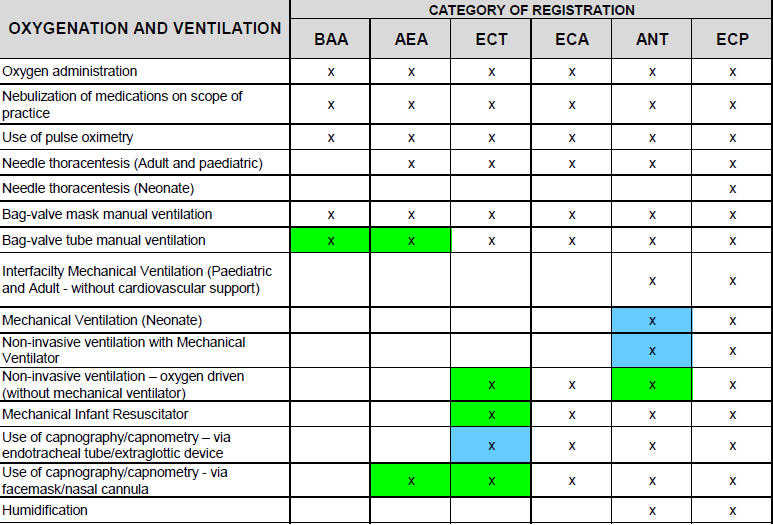 OXYGENATION AND VENTILATION
CATEGORY OF REGISTRATION
BAA AEA ECT ECA ANT ECP
Oxygen administration x x x x x x
Nebulization of medications on scope of
practice x x x x x x
Use of pulse oximetry x x x x x x
Needle thoracentesis (Adult and paediatric) x x x x x
Needle thoracentesis (Neonate) x
Bag-valve mask manual ventilation x x x x x x
Bag-valve tube manual ventilation x x x x x x
Interfacilty Mechanical Ventilation (Paediatric
and Adult - without cardiovascular support) x x
Mechanical Ventilation (Neonate) x x
Non-invasive ventilation with Mechanical
Ventilator x x
Non-invasive ventilation – oxygen driven
(without mechanical ventilator) x x x x
Mechanical Infant Resuscitator x x x x
Use of capnography/capnometry – via
endotracheal tube/extraglottic device x x x x
Use of capnography/capnometry - via
facemask/nasal cannula x x x x x
Humidification x x